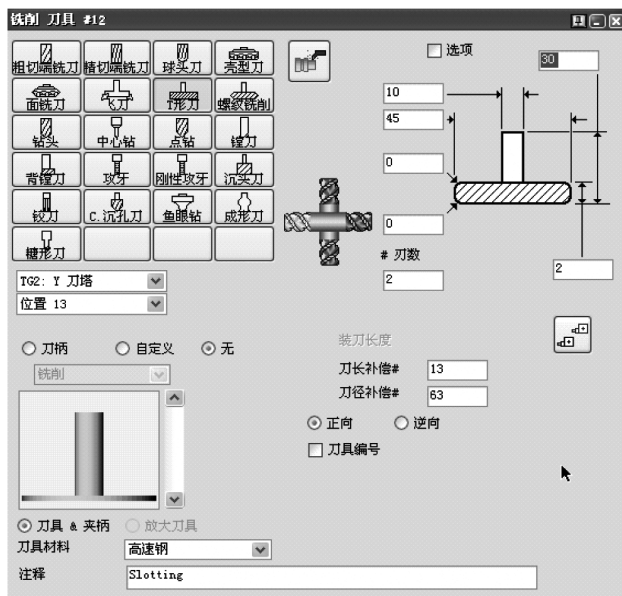 铣削 刀具 #12
粗切端铣刀 精切端铣刀 球头刀 壳型刀
面铣刀 飞刀 T形刀 螺纹铣削
钻头 中心钻 点钻 镗刀
背镗刀 攻牙 刚性攻牙 沉头刀
铰刀 C.沉孔刀 鱼眼钻 成形刀
槽形刀
选项
30
10
45
0
0
# 刃数
2
2
TG2: Y 刀塔
位置 13
刀柄 自定义 无
铣削
装刀长度
刀长补偿# 13
刀径补偿# 63
正向 逆向
刀具编号
刀具 & 夹柄 放大刀具
刀具材料 高速钢
注释 Slotting